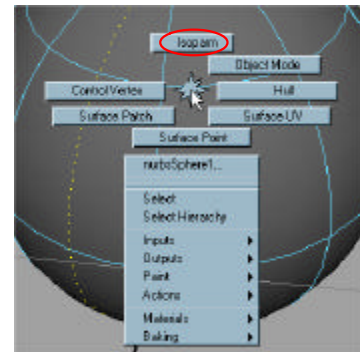 Isoparm
Object Mode
Control Vertex
Hull
Surface Patch
Surface UV
Surface Point
nurbsSphere1...
Select
Select Hierarchy
Inputs
Outputs
Paint
Actions
Materials
Baking